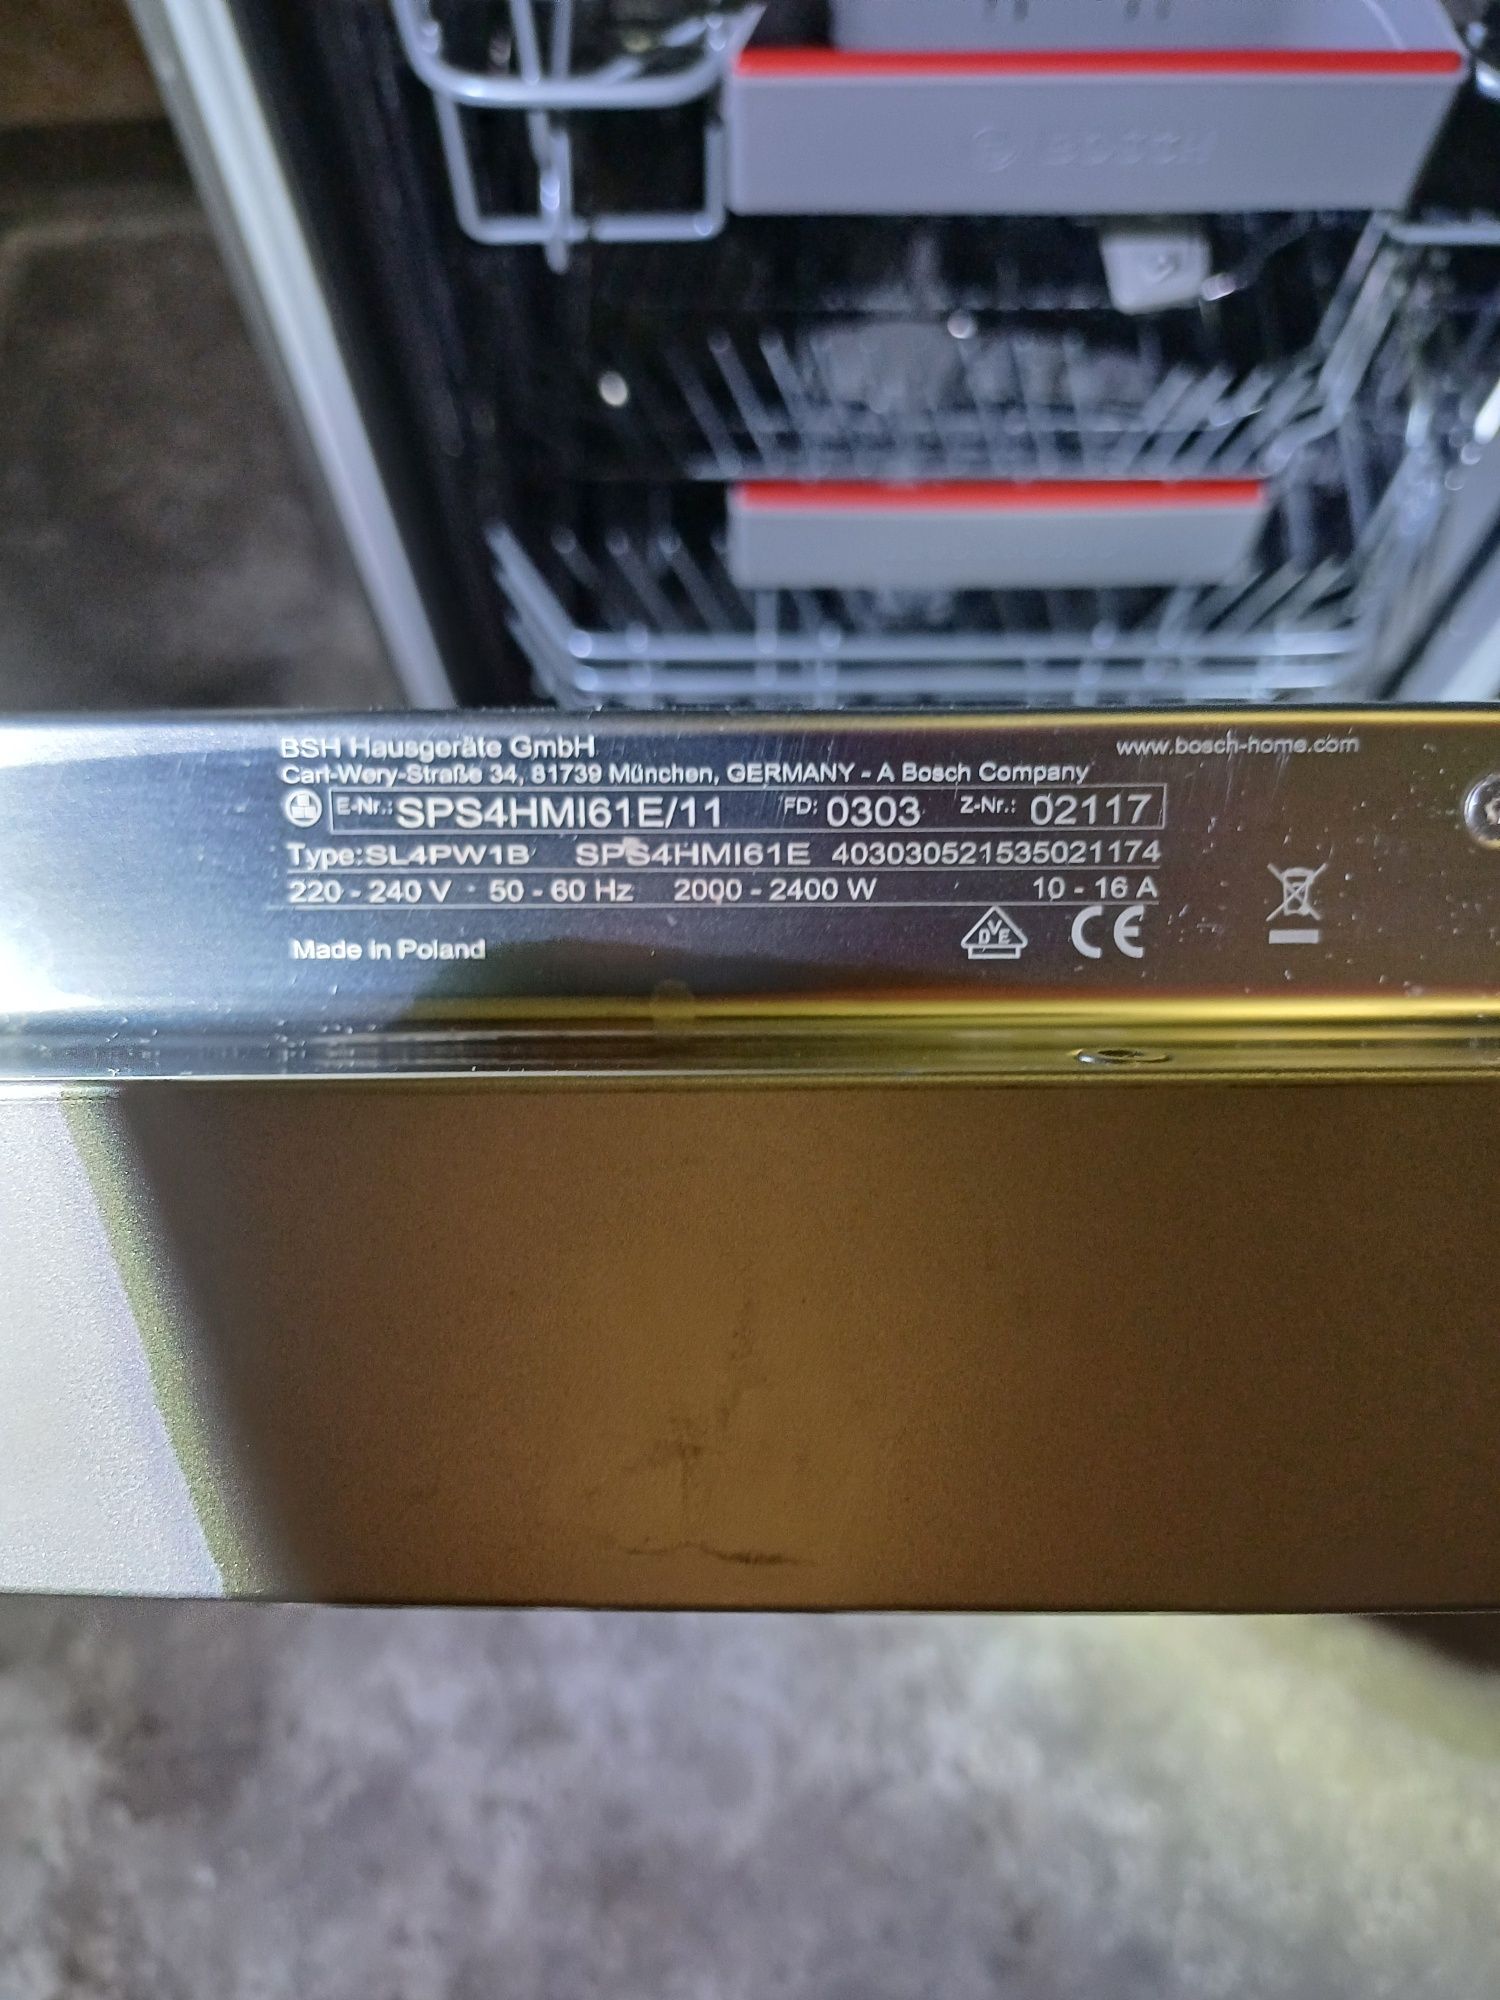 BOSCH
BSH Hausgeräte GmbH
www.bosch-home.com
Carl-Wery-Straße 34, 81739 München, GERMANY - A Bosch Company
E-Nr.: SPS4HMI61E/11 FD: 0303 Z-Nr.: 02117
Type: SL4PW1B SPS4HMI61E 403030521535021174
220 - 240 V · 50 - 60 Hz 2000 - 2400 W 10 - 16 A
DVE
CE
Made in Poland